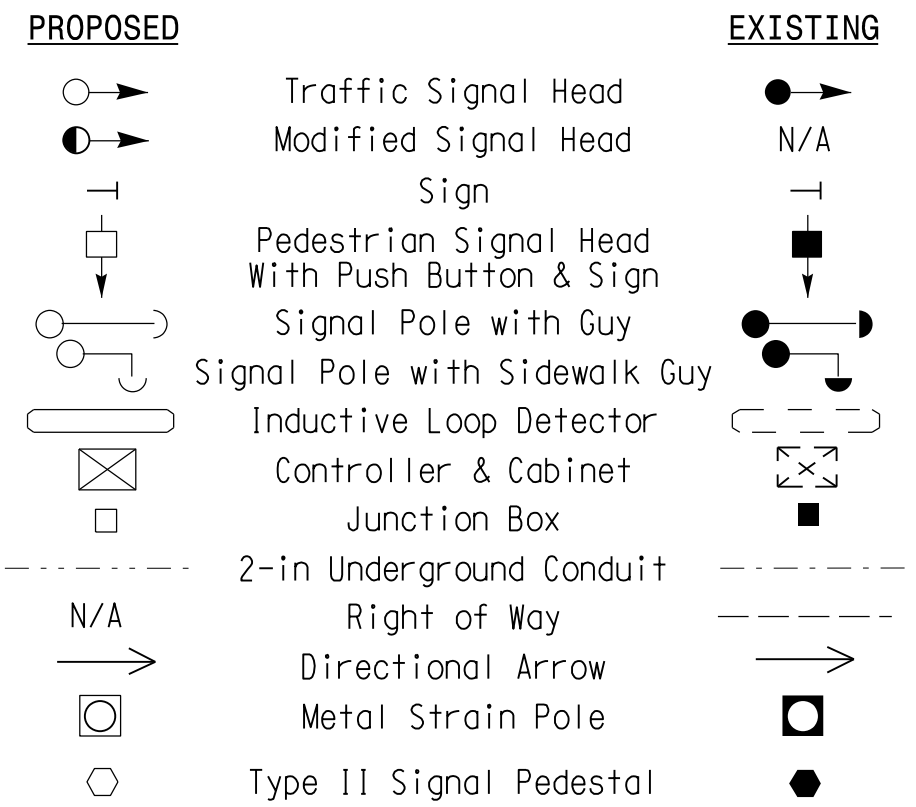 PROPOSED EXISTING
Traffic Signal Head
Modified Signal Head N/A
Sign
Pedestrian Signal Head
With Push Button & Sign
Signal Pole with Guy
Signal Pole with Sidewalk Guy
Inductive Loop Detector
Controller & Cabinet
Junction Box
2-in Underground Conduit
N/A Right of Way
Directional Arrow
Metal Strain Pole
Type II Signal Pedestal